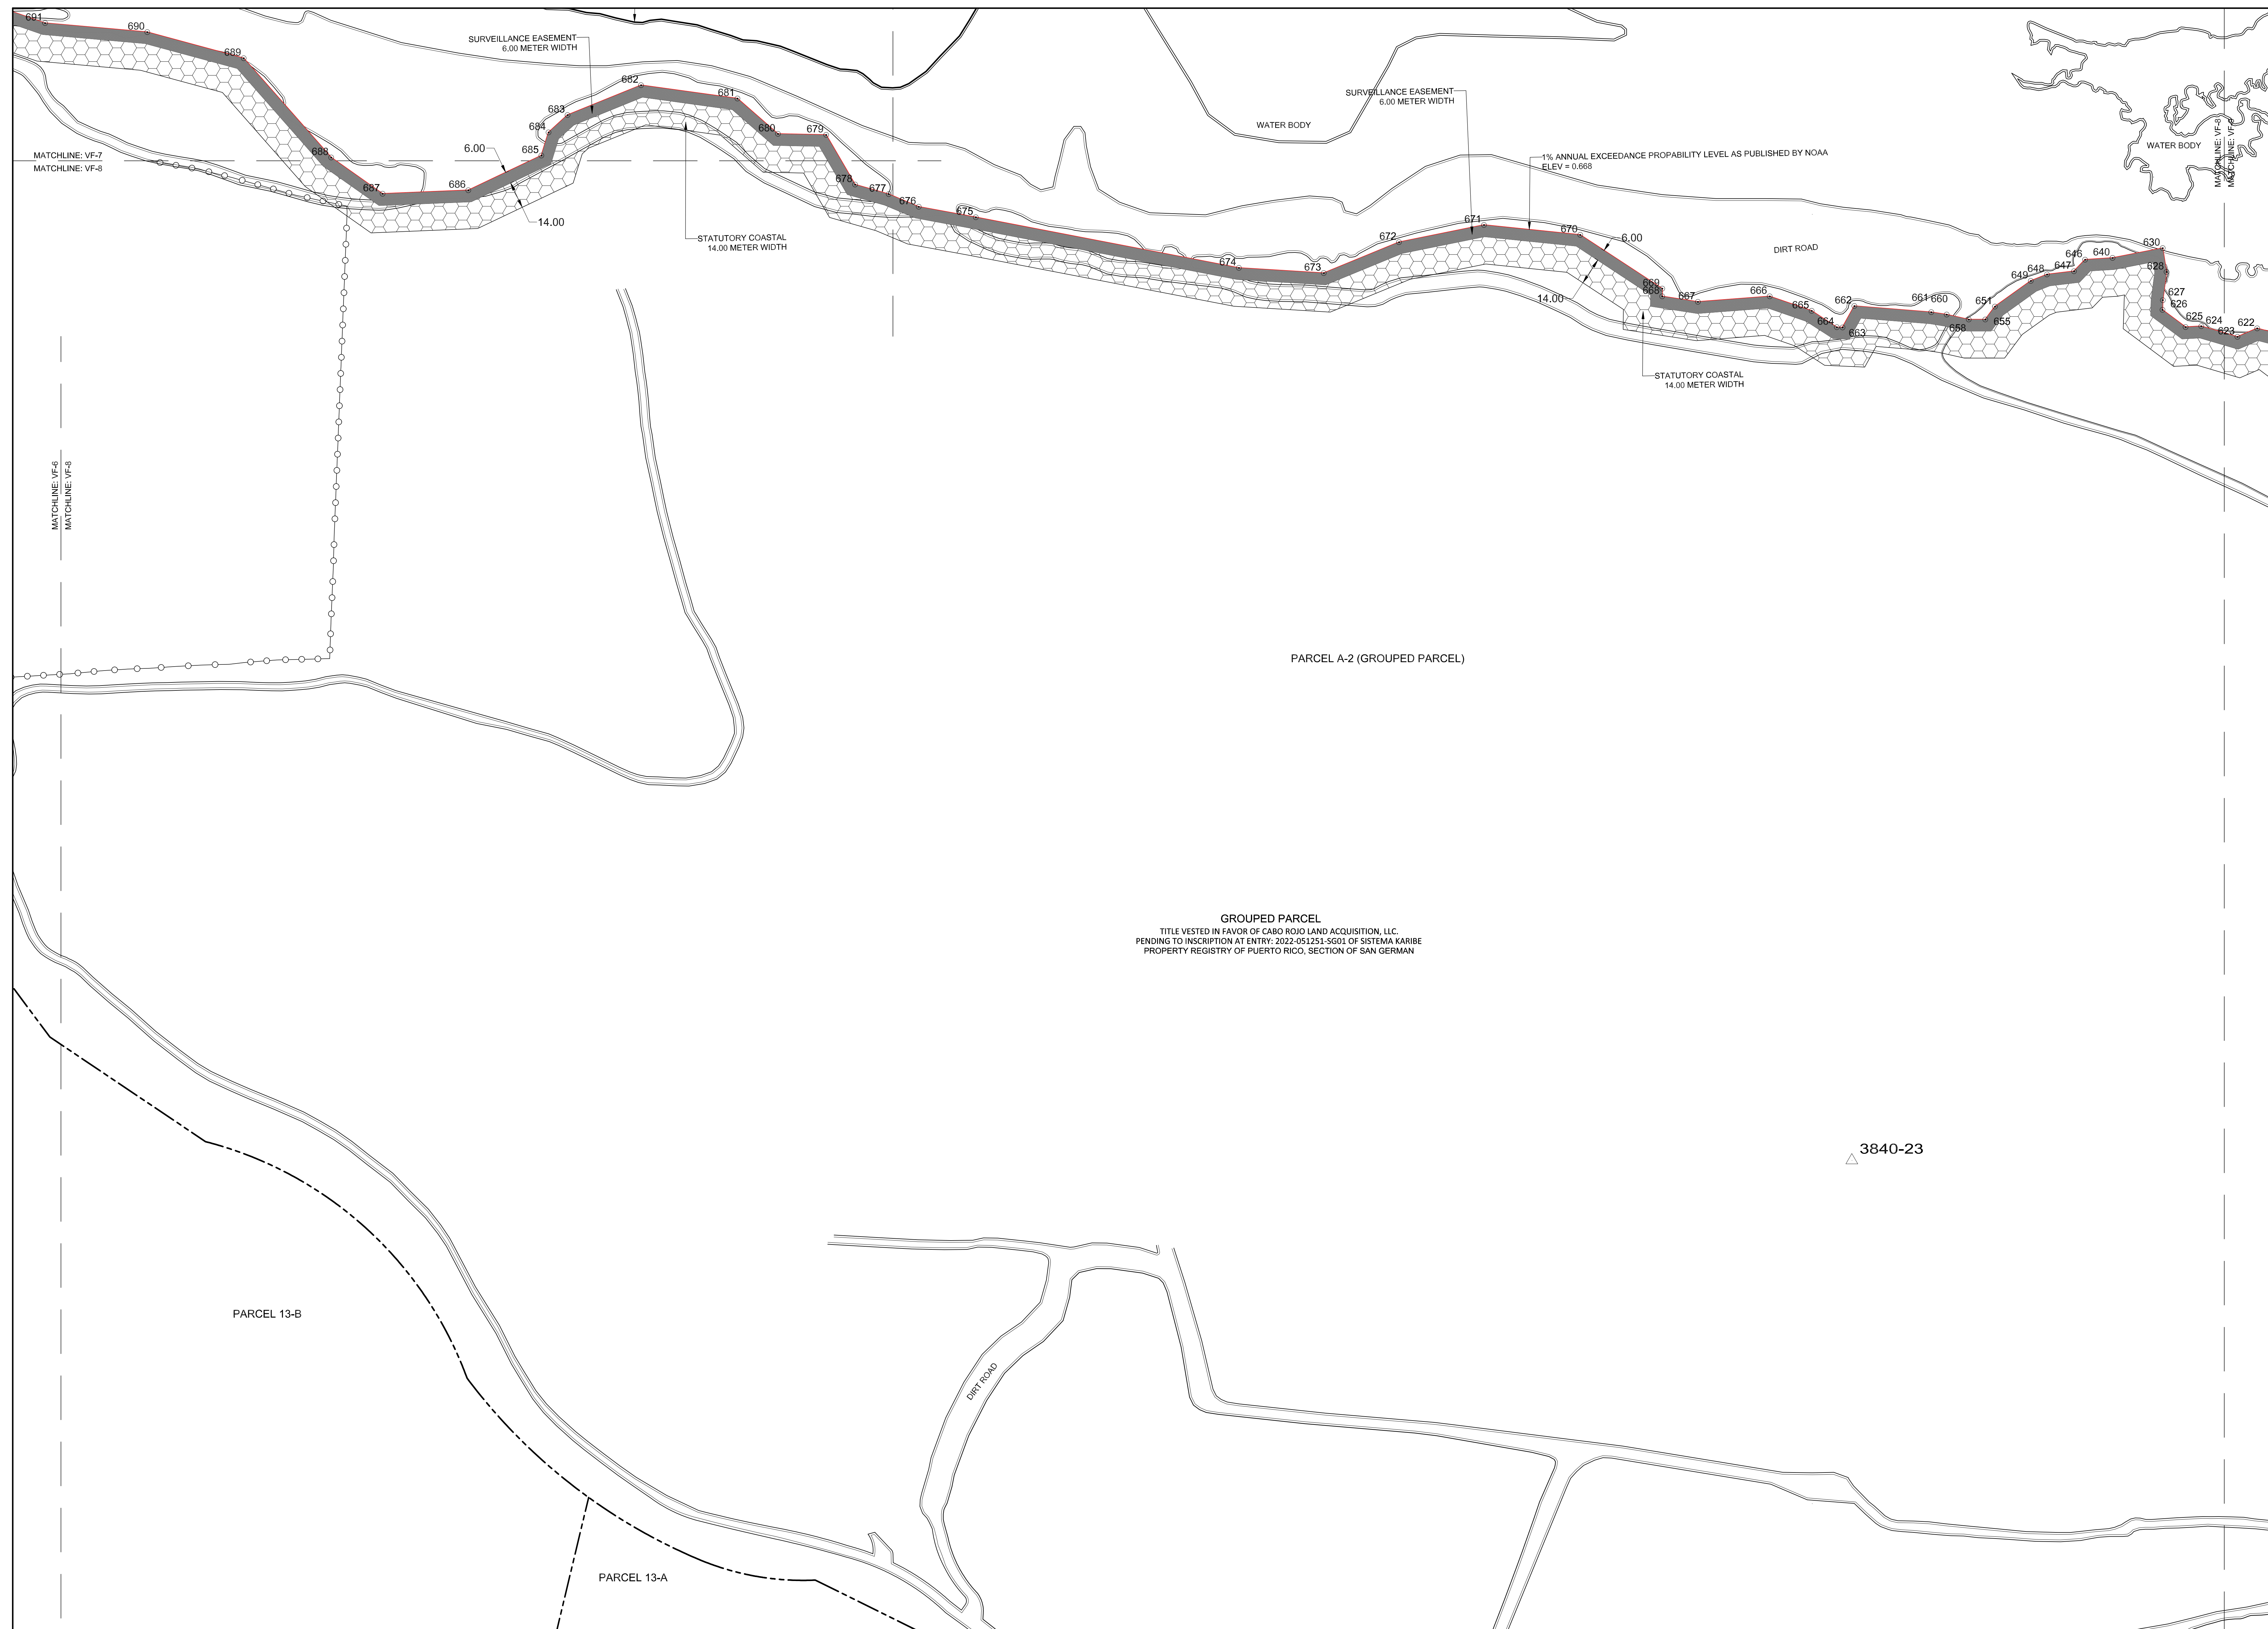 691
690
689
688
687
686
685
684
683
682
681
680
679
678
677
676
675
674
673
672
671
670
669
668
667
666
665
664
663
662
661
660
658
655
651
649
648
647
646
640
630
628
627
626
625
624
623
622
SURVEILLANCE EASEMENT
6.00 METER WIDTH
MATCHLINE: VF-7
MATCHLINE: VF-8
6.00
14.00
STATUTORY COASTAL
14.00 METER WIDTH
WATER BODY
SURVEILLANCE EASEMENT
6.00 METER WIDTH
1% ANNUAL EXCEEDANCE PROPABILITY LEVEL AS PUBLISHED BY NOAA
ELEV = 0.668
6.00
14.00
STATUTORY COASTAL
14.00 METER WIDTH
DIRT ROAD
WATER BODY
MATCHLINE: VF-8
MATCHLINE: VF-9
MATCHLINE: VF-6
MATCHLINE: VF-8
PARCEL A-2 (GROUPED PARCEL)
GROUPED PARCEL
TITLE VESTED IN FAVOR OF CABO ROJO LAND ACQUISITION, LLC.
PENDING TO INSCRIPTION AT ENTRY: 2022-051251-SG01 OF SISTEMA KARIBE
PROPERTY REGISTRY OF PUERTO RICO, SECTION OF SAN GERMAN
3840-23
PARCEL 13-B
DIRT ROAD
PARCEL 13-A